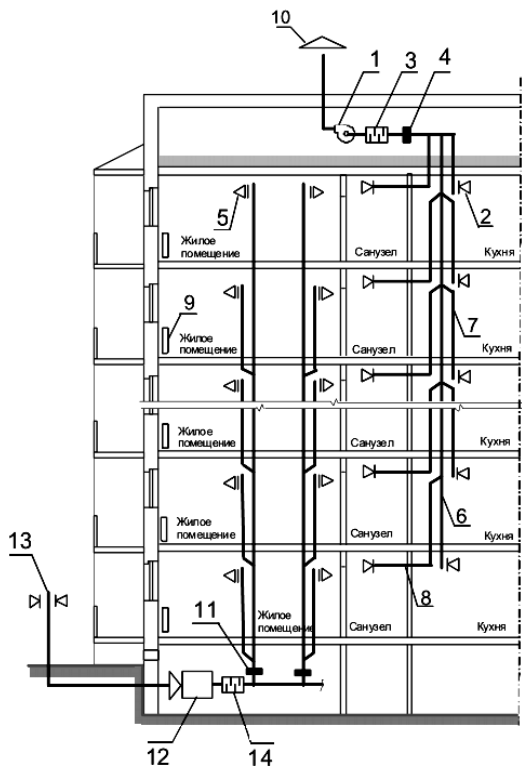 10
1
3
4
5
2
Жилое
помещение
Санузел
Кухня
9
7
Жилое
помещение
Санузел
Кухня
Жилое
помещение
Санузел
Кухня
13
Жилое
помещение
Санузел
Кухня
6
8
11
Жилое
помещение
Санузел
Кухня
12
14